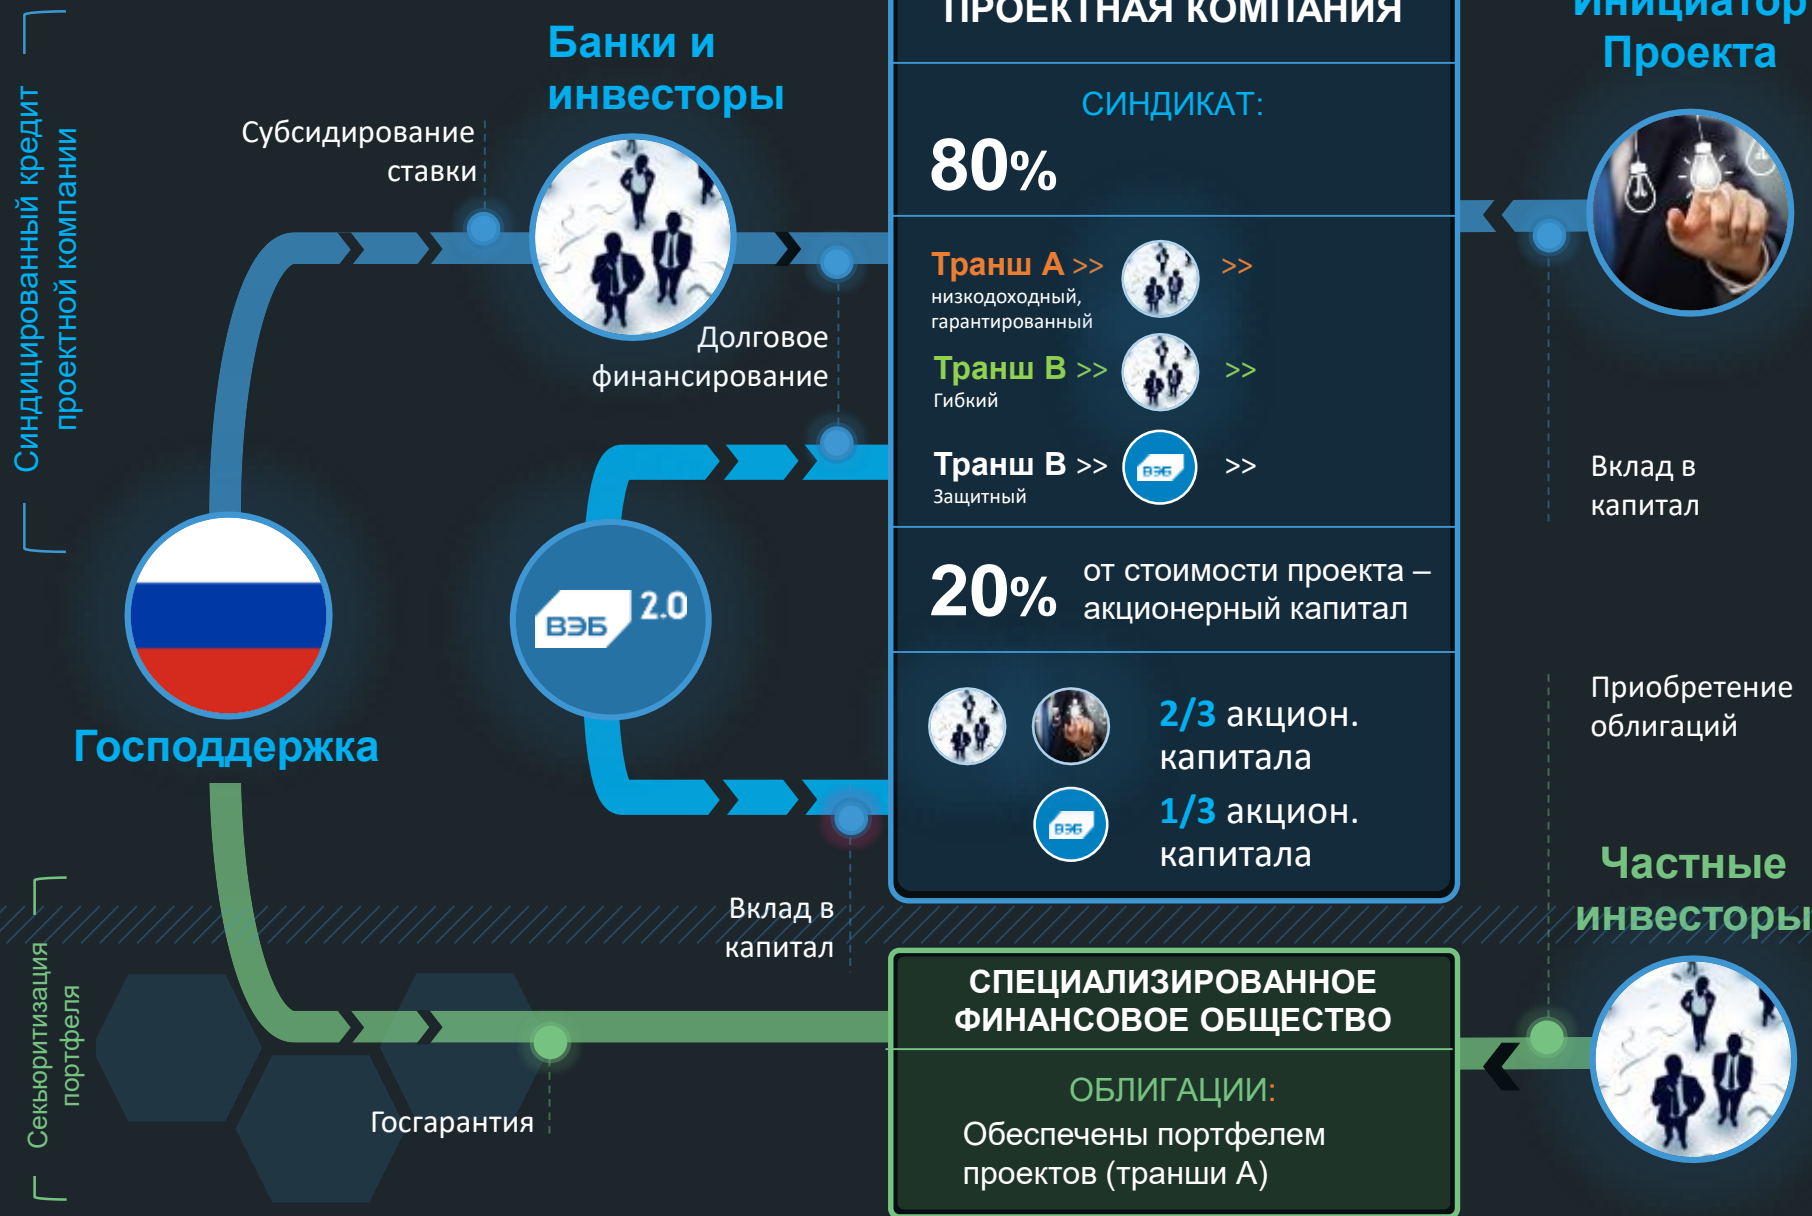 ПРОЕКТНАЯ КОМПАНИЯ
Инициатор
Проекта
Банки и
инвесторы
Синдицированный кредит
проектной компании
Субсидирование
ставки
СИНДИКАТ:
80%
Транш А >> >>
низкодоходный,
гарантированный
Транш В >> >>
Гибкий
Транш В >> ВЭБ >>
Защитный
Долговое
финансирование
Вклад в
капитал
20% от стоимости проекта –
акционерный капитал
ВЭБ 2.0
Господдержка
2/3 акцион.
капитала
1/3 акцион.
капитала
ВЭБ
Приобретение
облигаций
Вклад в
капитал
Частные
инвесторы
Секьюритизация
портфеля
СПЕЦИАЛИЗИРОВАННОЕ
ФИНАНСОВОЕ ОБЩЕСТВО
ОБЛИГАЦИИ:
Обеспечены портфелем
проектов (транши А)
Госгарантия